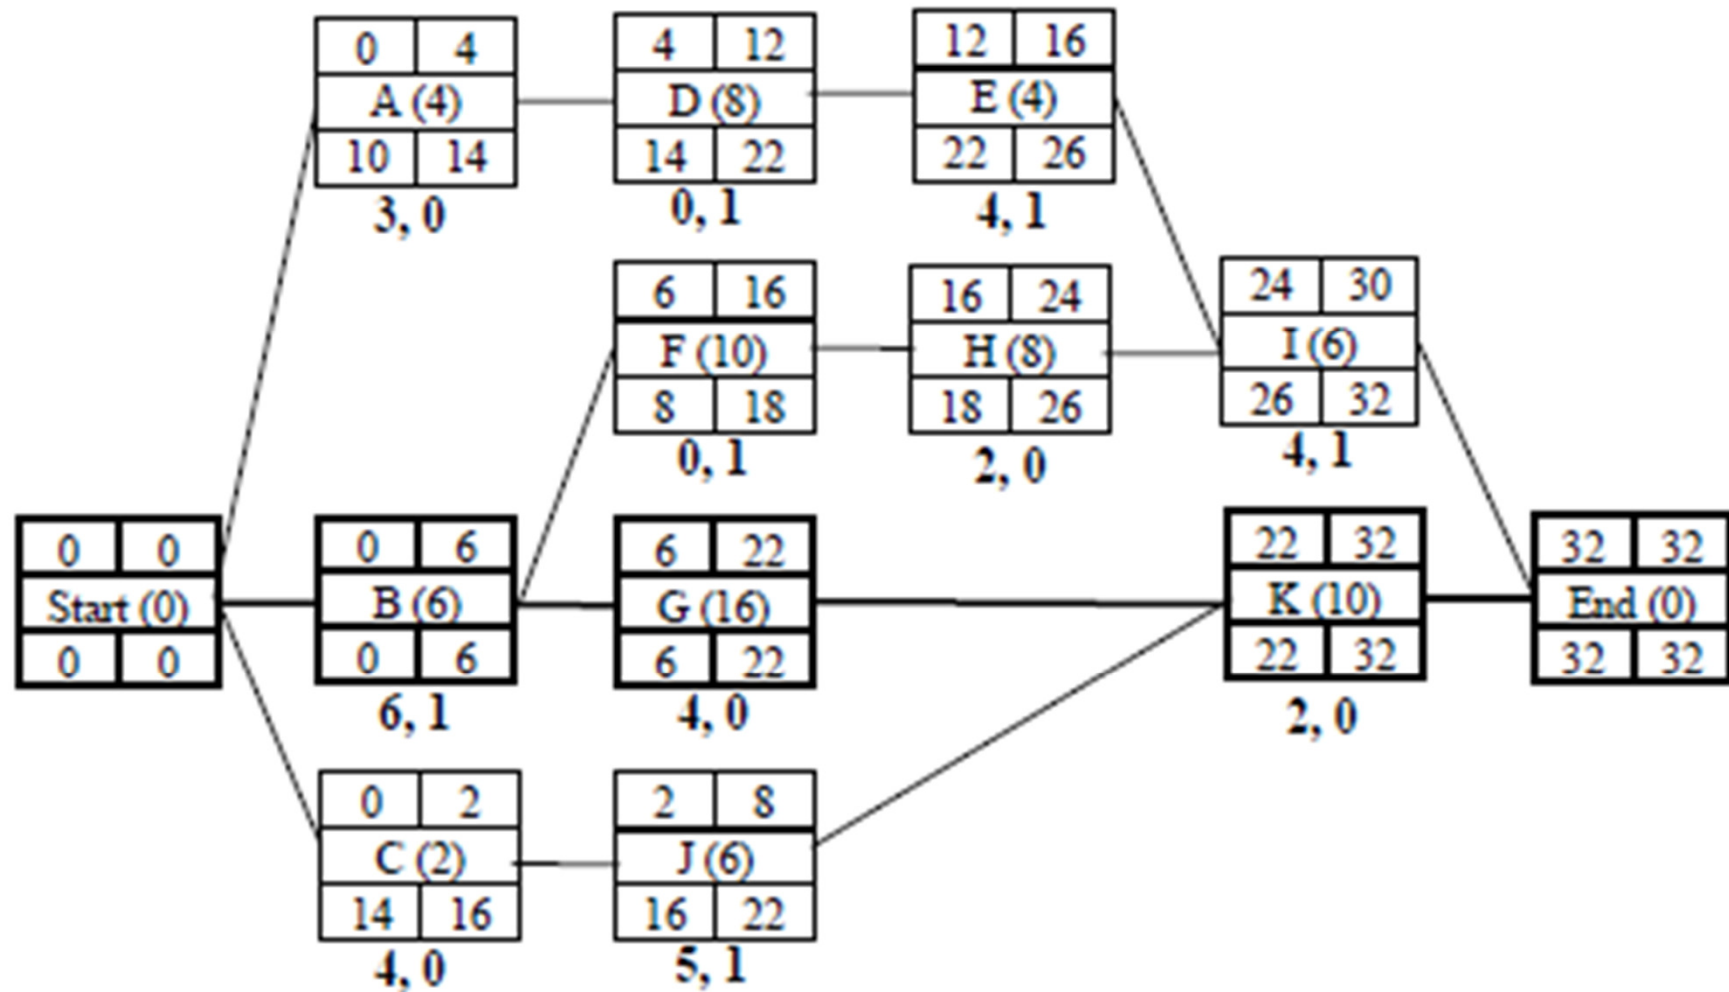 0 4
A (4)
10 14
3, 0
4 12
D (8)
14 22
0, 1
12 16
E (4)
22 26
4, 1
6 16
F (10)
8 18
0, 1
16 24
H (8)
18 26
2, 0
24 30
I (6)
26 32
4, 1
0 0
Start (0)
0 0
0 6
B (6)
0 6
6, 1
6 22
G (16)
6 22
4, 0
22 32
K (10)
22 32
2, 0
32 32
End (0)
32 32
0 2
C (2)
14 16
4, 0
2 8
J (6)
16 22
5, 1